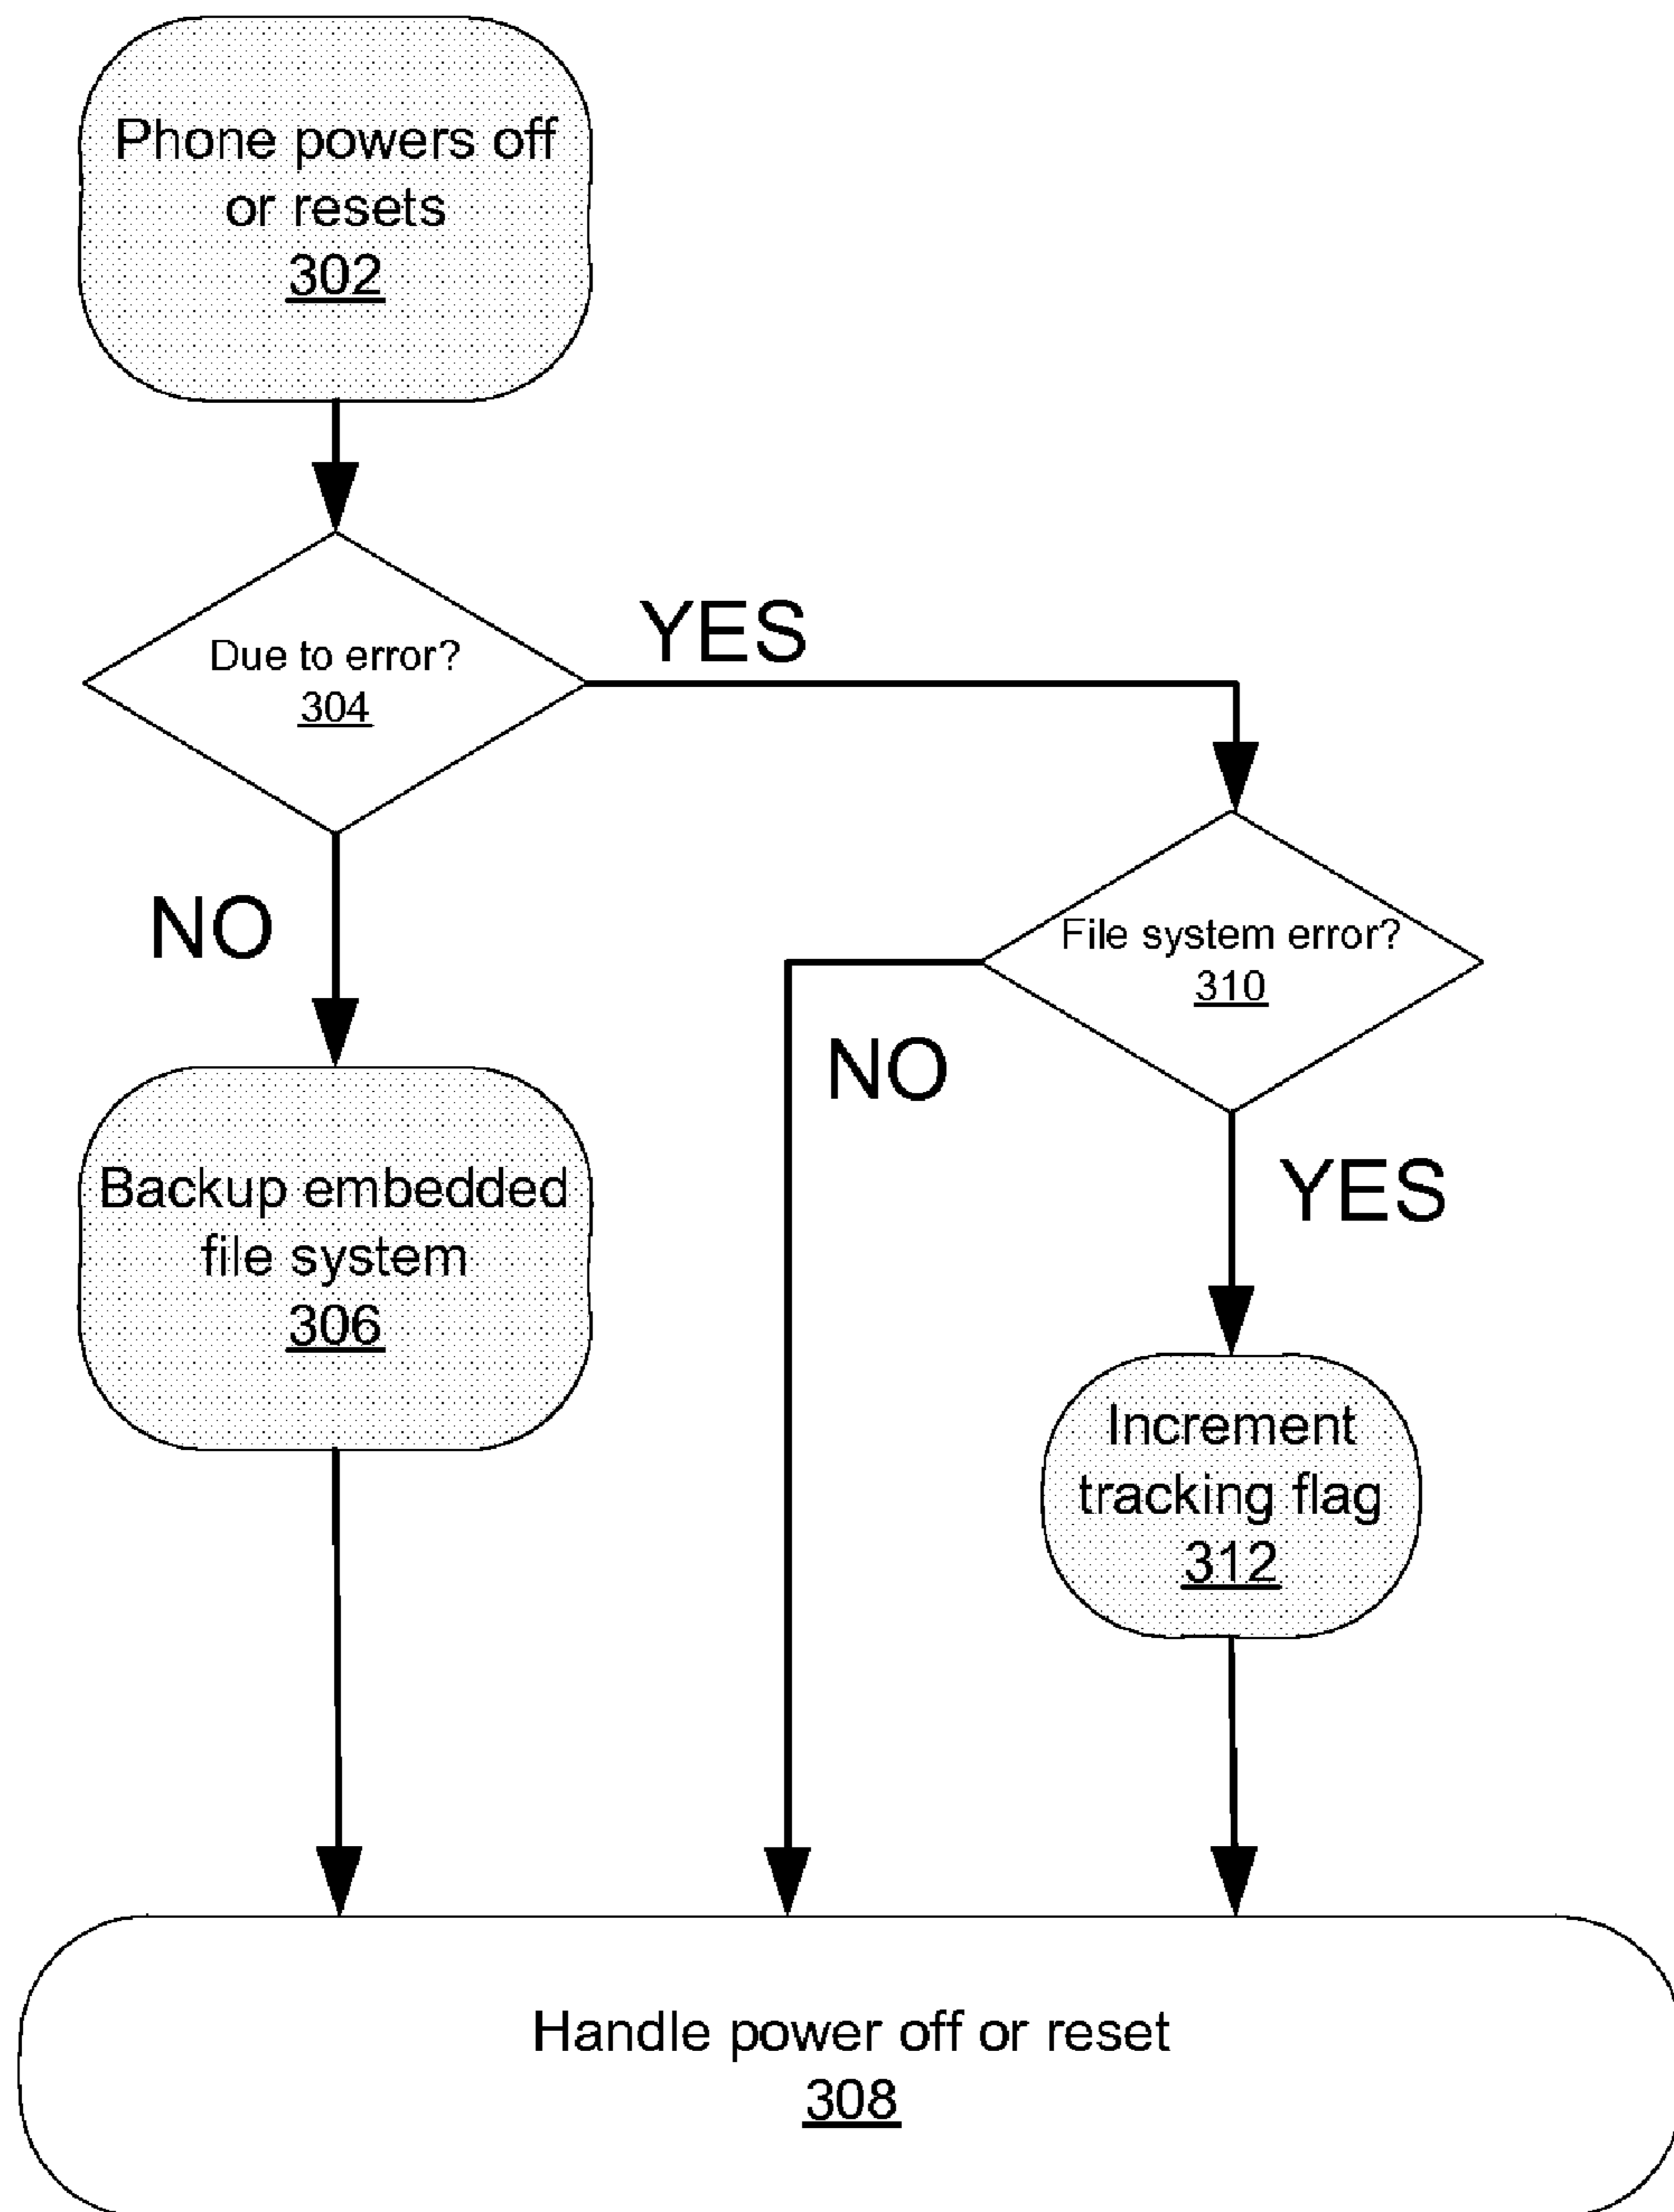 Phone powers off
or resets
302
Due to error?
304
YES
NO
File system error?
310
NO
YES
Backup embedded
file system
306
Increment
tracking flag
312
Handle power off or reset
308